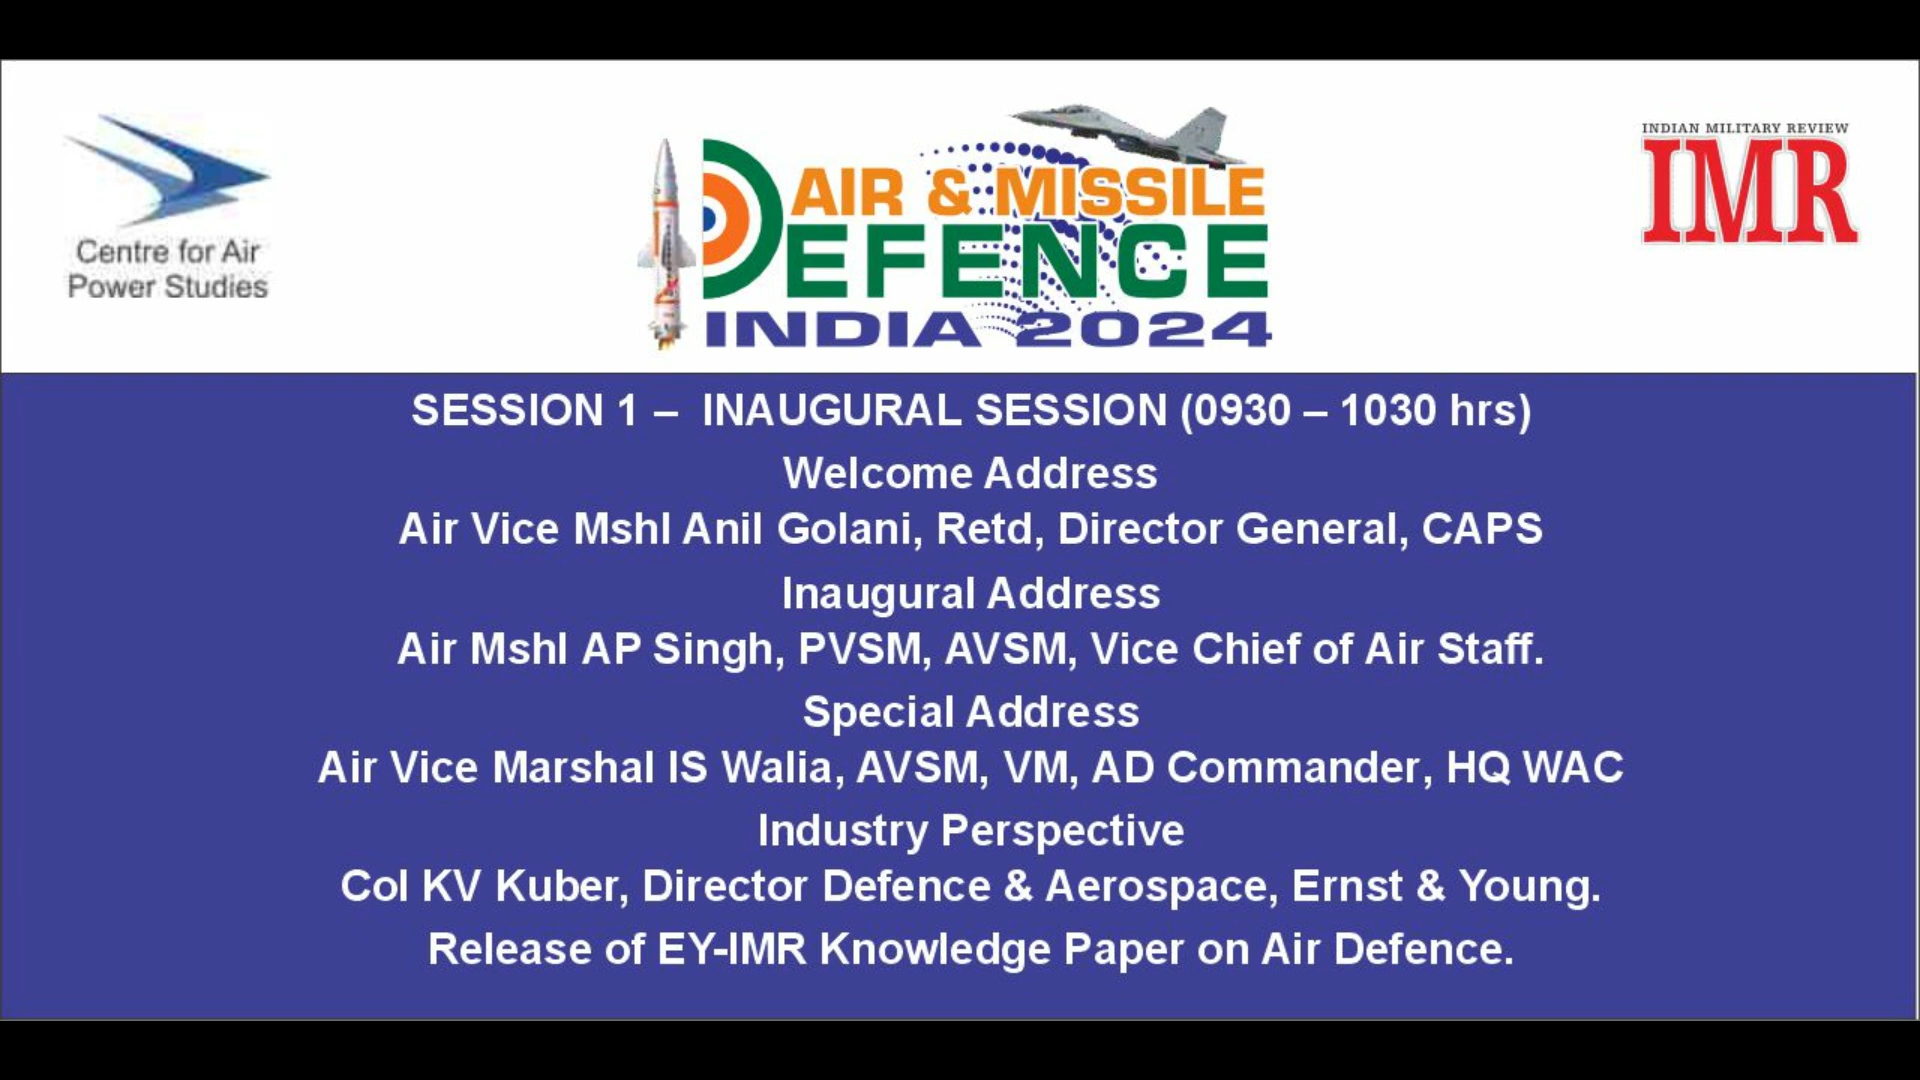 Centre for Air
Power Studies
AIR & MISSILE
DEFENCE
INDIA 2024
INDIAN MILITARY REVIEW
IMR
SESSION 1 – INAUGURAL SESSION (0930 – 1030 hrs)
Welcome Address
Air Vice Mshl Anil Golani, Retd, Director General, CAPS
Inaugural Address
Air Mshl AP Singh, PVSM, AVSM, Vice Chief of Air Staff.
Special Address
Air Vice Marshal IS Walia, AVSM, VM, AD Commander, HQ WAC
Industry Perspective
Col KV Kuber, Director Defence & Aerospace, Ernst & Young.
Release of EY-IMR Knowledge Paper on Air Defence.